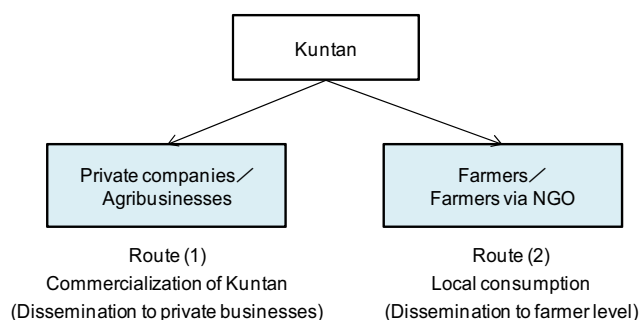 Kuntan
Private companies／
Agribusinesses
Farmers／
Farmers via NGO
Route (1)
Commercialization of Kuntan
(Dissemination to private businesses)
Route (2)
Local consumption
(Dissemination to farmer level)